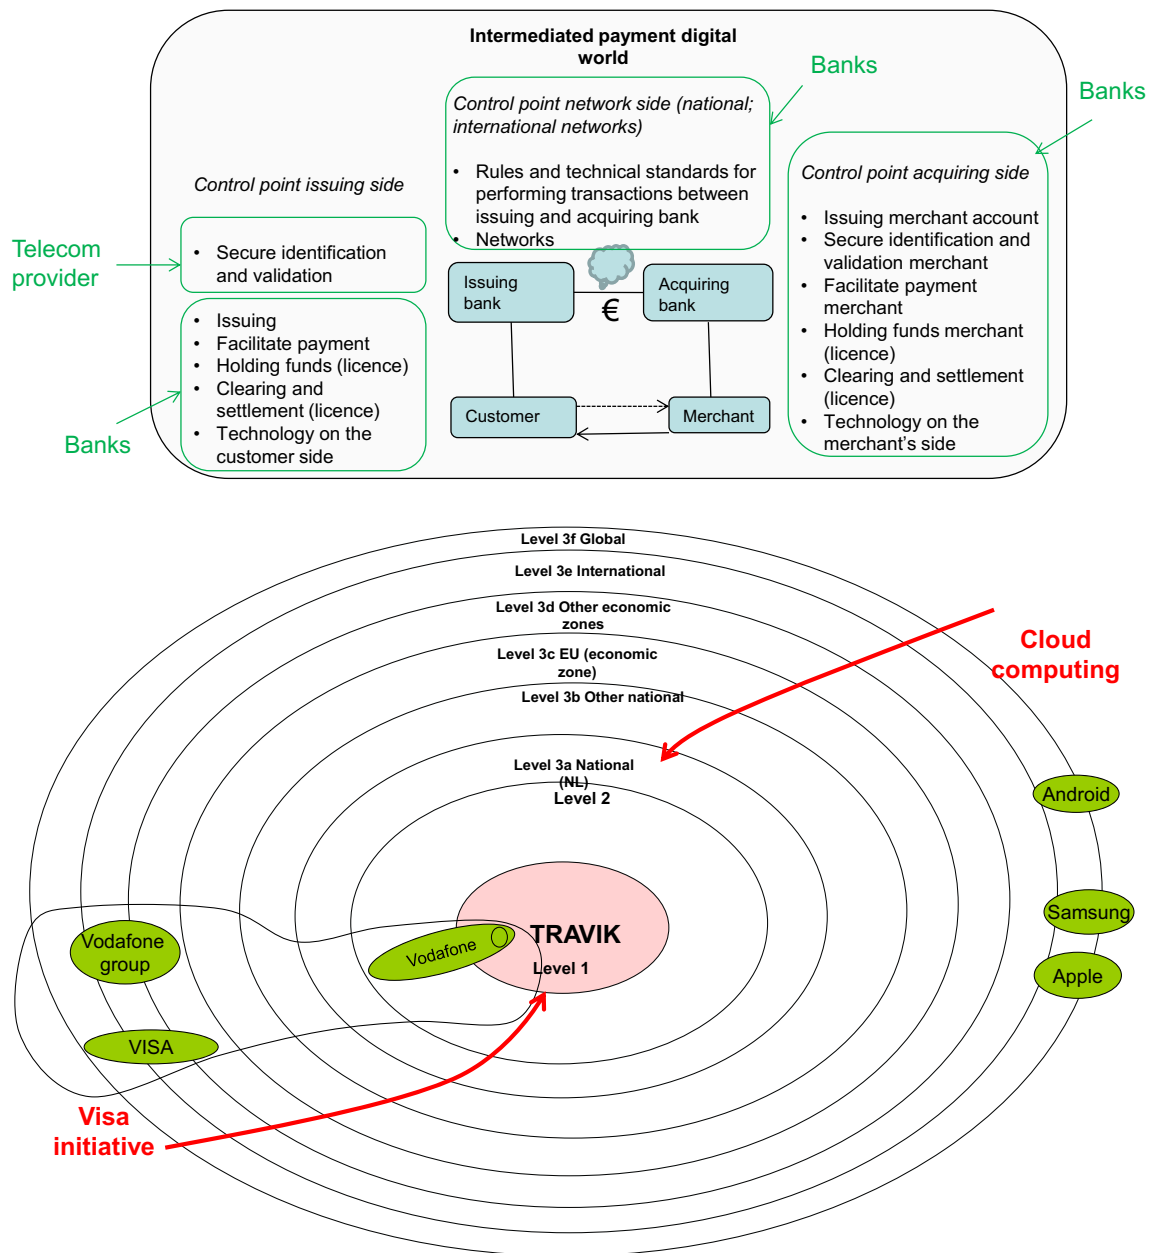 Intermediated payment digital
world
Banks
Banks
Control point network side (national;
international networks)
• Rules and technical standards for
performing transactions between
issuing and acquiring bank
• Networks
Control point issuing side
Telecom
provider
• Secure identification
and validation
• Issuing
• Facilitate payment
• Holding funds (licence)
• Clearing and
settlement (licence)
• Technology on the
customer side
Banks
Issuing
bank
€
Acquiring
bank
Customer
Merchant
Control point acquiring side
• Issuing merchant account
• Secure identification and
validation merchant
• Facilitate payment
merchant
• Holding funds merchant
(licence)
• Clearing and settlement
(licence)
• Technology on the
merchant's side
Level 3f Global
Level 3e International
Level 3d Other economic
zones
Level 3c EU (economic
zone)
Level 3b Other national
Level 3a National
(NL)
Level 2
Cloud
computing
Android
Samsung
Apple
Vodafone
group
Vodafone
TRAVIK
Level 1
VISA
Visa
initiative